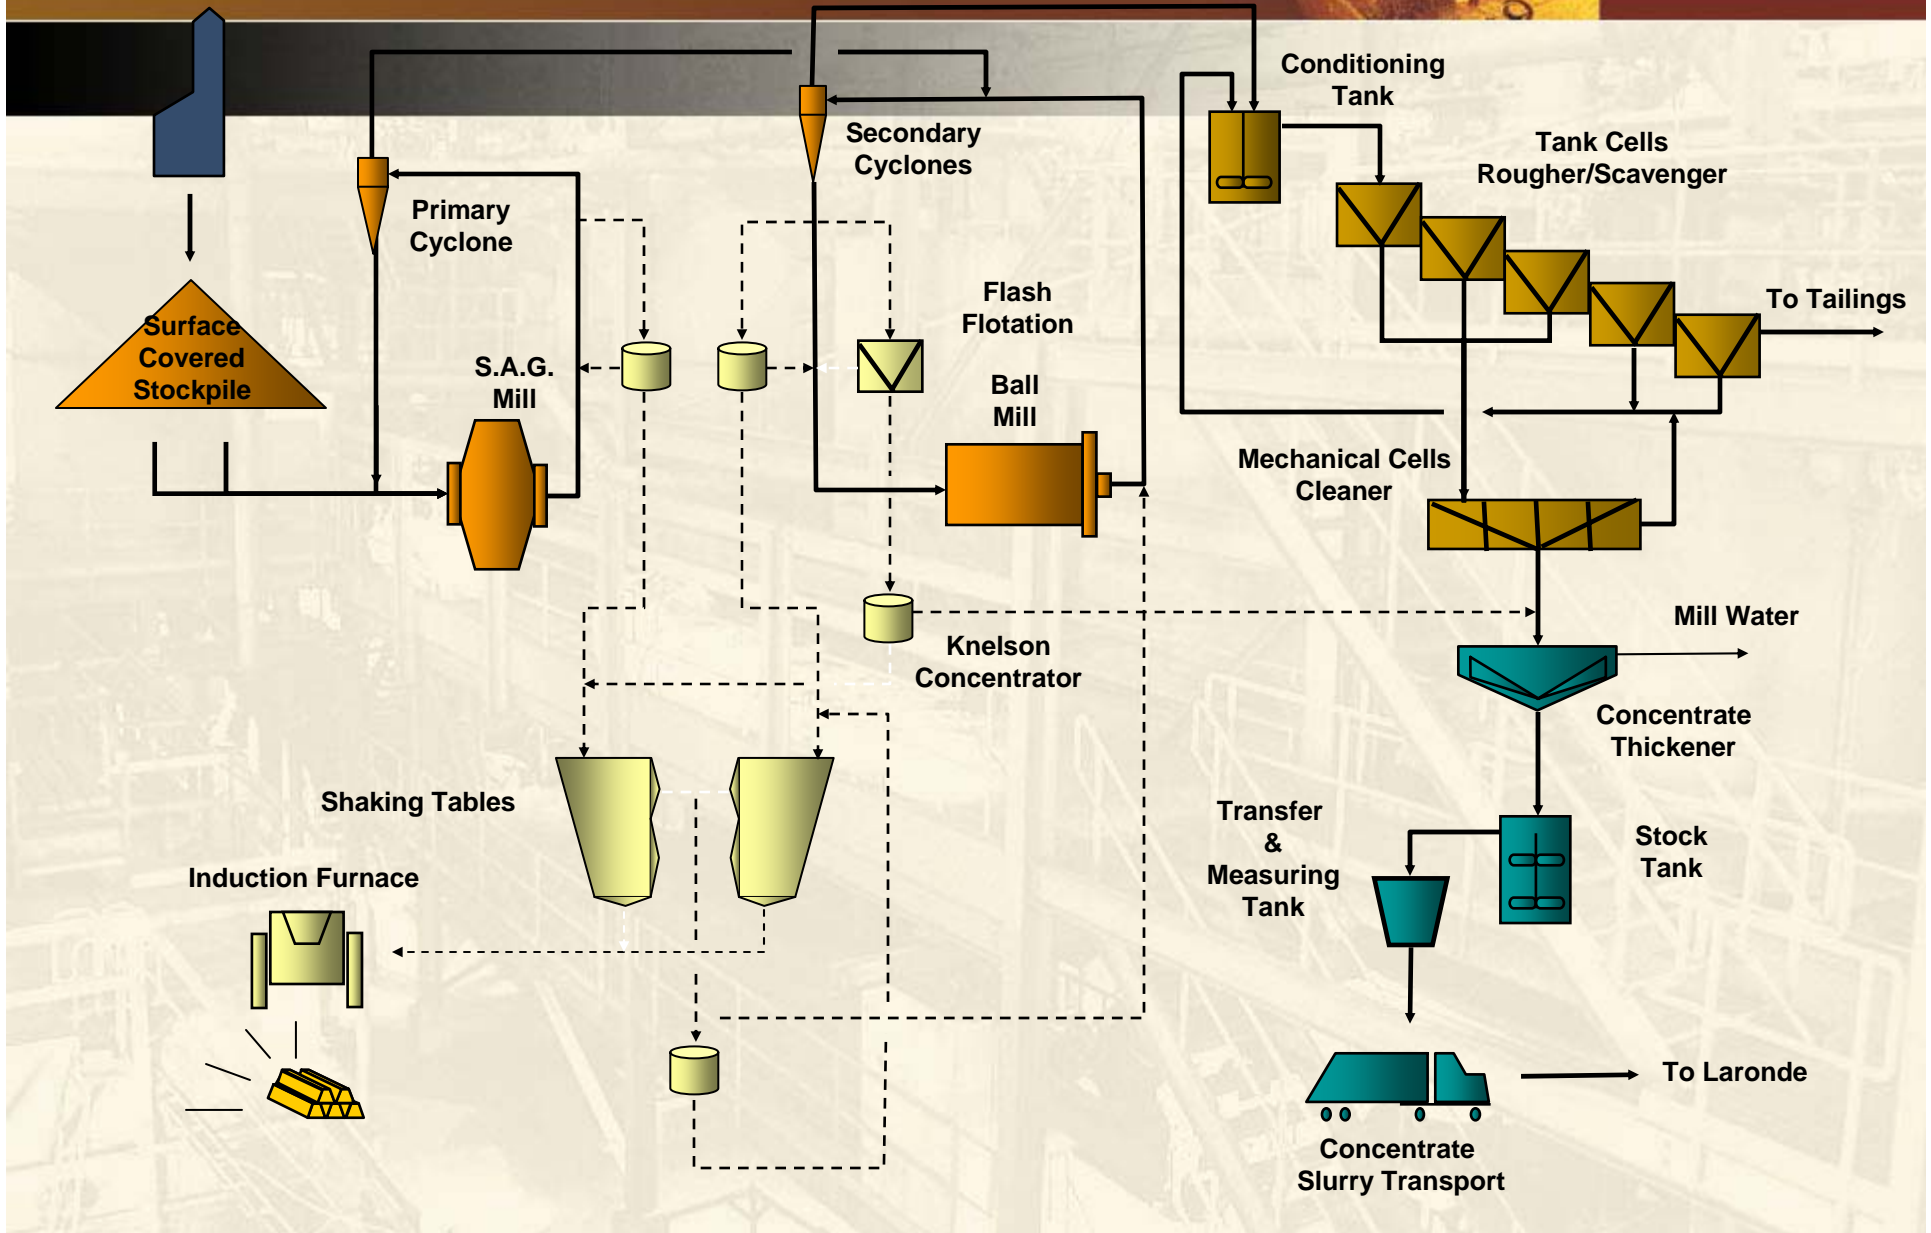 Conditioning
Tank
Secondary
Cyclones
Tank Cells
Rougher/Scavenger
Primary
Cyclone
Flash
Flotation
To Tailings
Surface
Covered
Stockpile
S.A.G.
Mill
Ball
Mill
Mechanical Cells
Cleaner
Mill Water
Knelson
Concentrator
Concentrate
Thickener
Shaking Tables
Transfer
&
Measuring
Tank
Stock
Tank
Induction Furnace
To Laronde
Concentrate
Slurry Transport